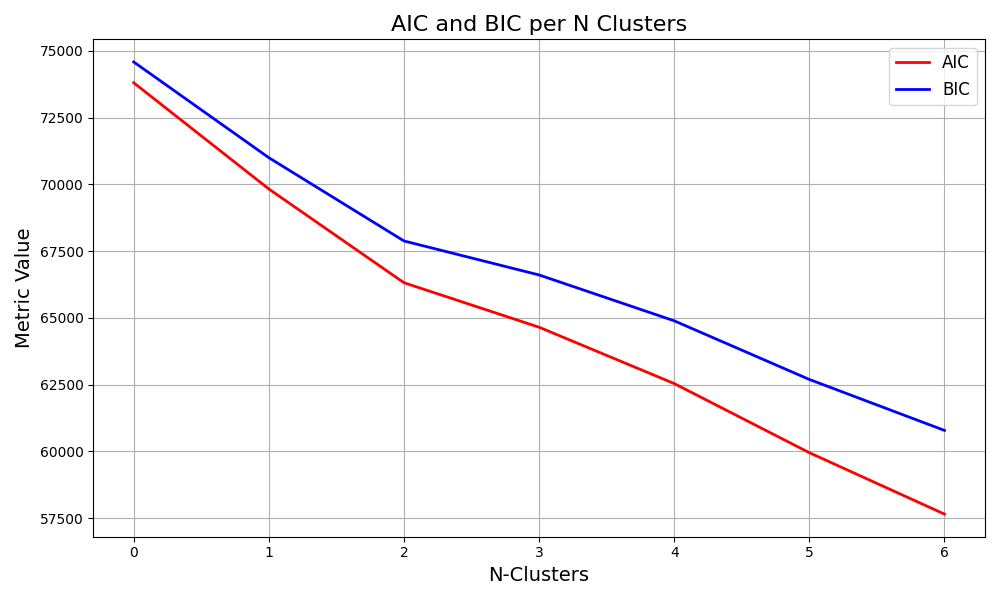 AIC and BIC per N Clusters
AIC
BIC
Metric Value
75000
72500
70000
67500
65000
62500
60000
57500
0 1 2 3 4 5 6
N-Clusters